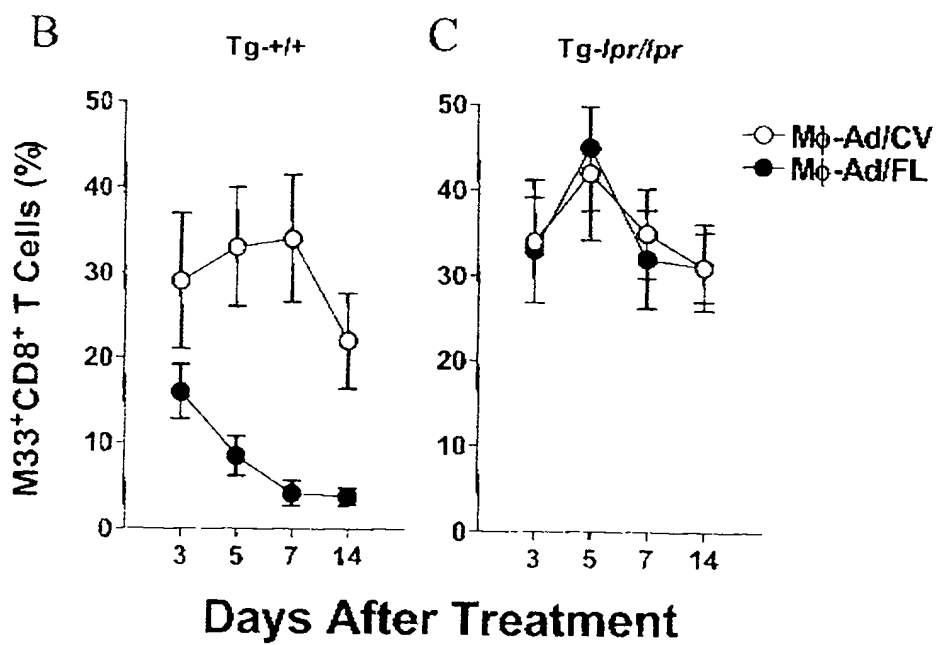 B
Tg-+/+
C
Tg-lpr/lpr
M33+CD8+ T Cells (%)
50
40
30
20
10
0
3 5 7 14
50
40
30
20
10
0
3 5 7 14
Mϕ-Ad/CV
Mϕ-Ad/FL
Days After Treatment